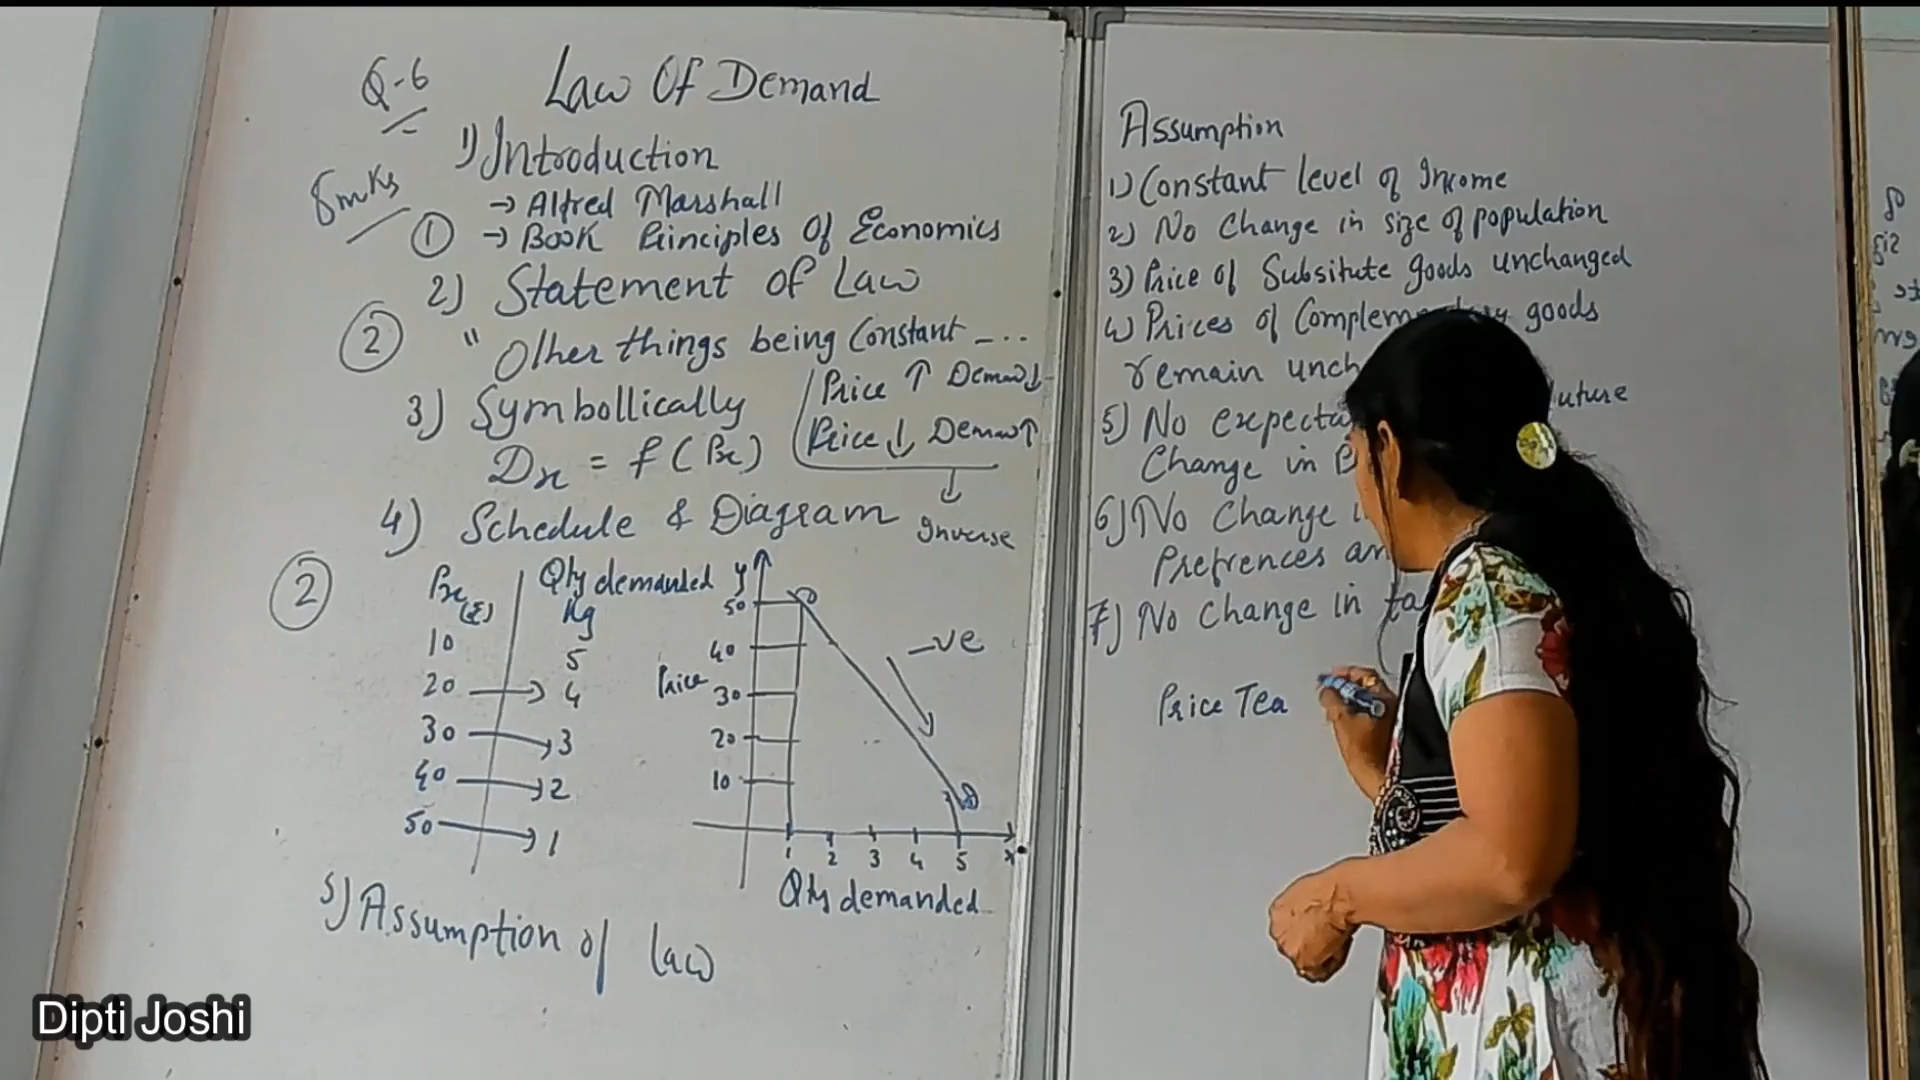 Q-6 Law Of Demand
8mks
1) Introduction
→ Alfred Marshall
① → Book Principles Of Economics
2) Statement of Law
② " Other things being Constant - ...
Price ↑ Demand ↓
3) Symbollically
Price ↓ Demand ↑
Dx = f (Px)
4) Schedule & Diagram
Inverse
②
Px (₹) Qty demanded Kg
10 5
20 → 4
30 → 3
40 → 2
50 → 1
y
50
40
Price 30
20
10
-ve
1 2 3 4 5 x
Qty demanded
5) Assumption of law
Assumption
1) Constant level of Income
2) No Change in size of population
3) Price of Subsitute goods unchanged
4) Prices of goods
remain
5) No
Change in
6) No Change
Prefrences
7) No Change in
Price Tea
Dipti Joshi